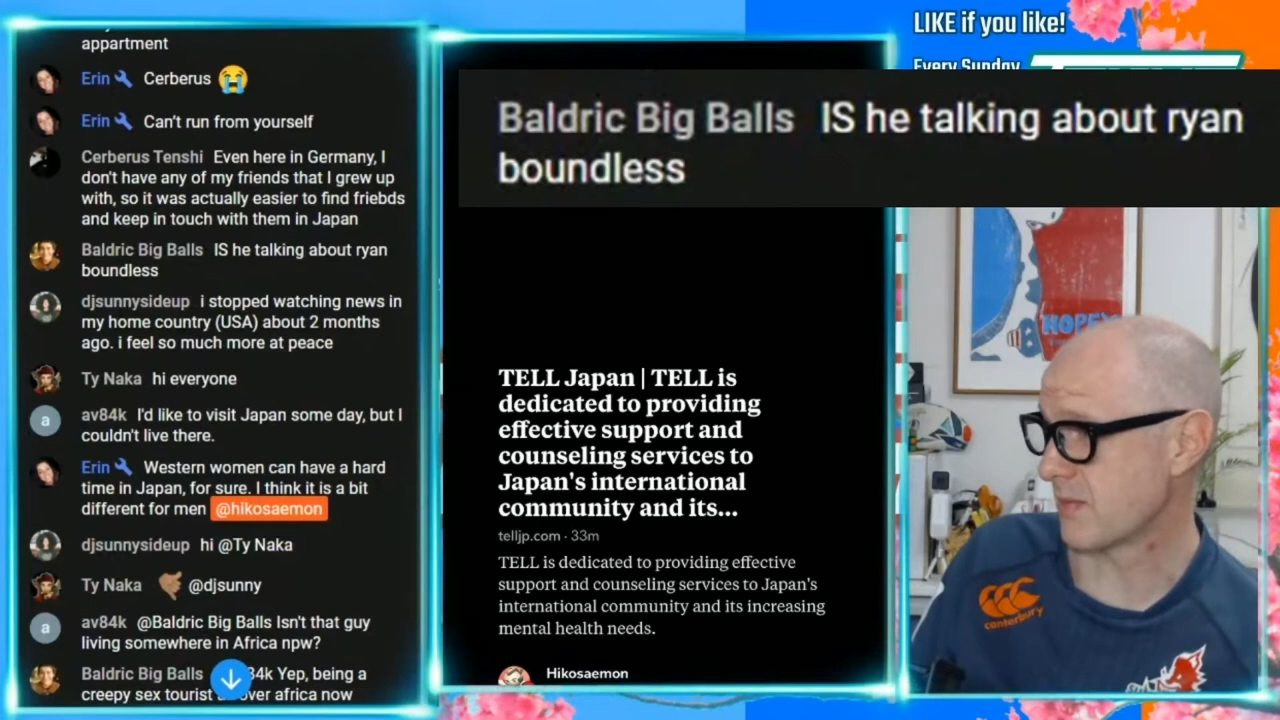 appartment
Erin Cerberus
Erin Can't run from yourself
Cerberus Tenshi Even here in Germany, I
don't have any of my friends that I grew up
with, so it was actually easier to find friebds
and keep in touch with them in Japan
Baldric Big Balls IS he talking about ryan
boundless
djsunnysideup i stopped watching news in
my home country (USA) about 2 months
ago. i feel so much more at peace
Ty Naka hi everyone
a
av84k I'd like to visit Japan some day, but I
couldn't live there.
Erin Western women can have a hard
time in Japan, for sure. I think it is a bit
different for men @hikosaemon
djsunnysideup hi @Ty Naka
Ty Naka @djsunny
a
av84k @Baldric Big Balls Isn't that guy
living somewhere in Africa npw?
Baldric Big Balls 84k Yep, being a
creepy sex tourist over africa now
Baldric Big Balls IS he talking about ryan
boundless
TELL Japan | TELL is
dedicated to providing
effective support and
counseling services to
Japan's international
community and its...
telljp.com · 33m
TELL is dedicated to providing effective
support and counseling services to Japan's
international community and its increasing
mental health needs.
Hikosaemon
LIKE if you like!
Every Sunday
HOPE
canterbury